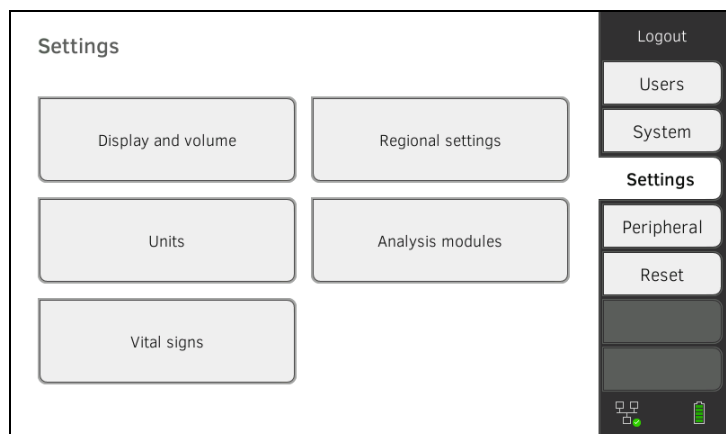 Settings
Display and volume
Regional settings
Units
Analysis modules
Vital signs
Logout
Users
System
Settings
Peripheral
Reset